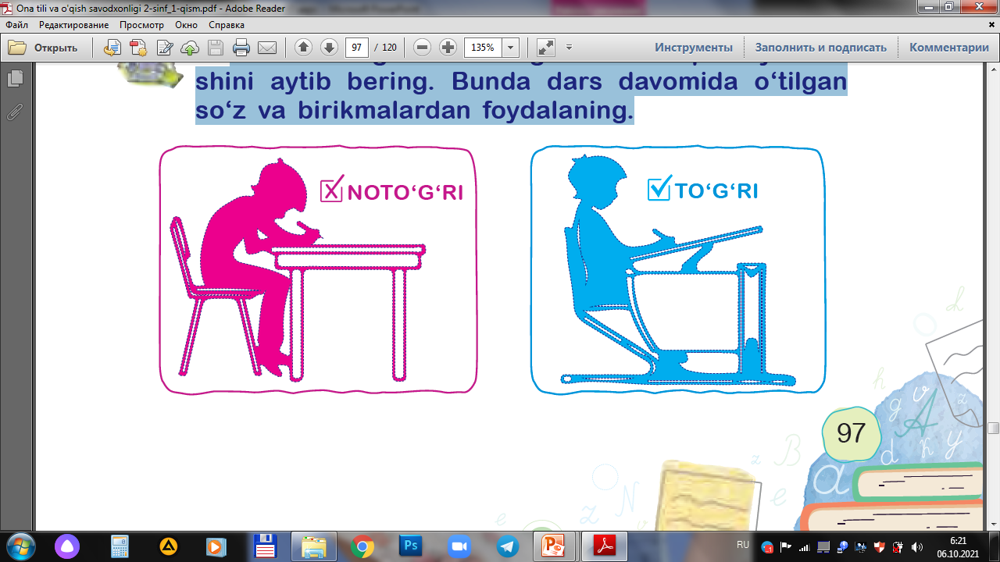 Ona tili va o'qish savodxonligi 2-sinf_1-qism.pdf - Adobe Reader
Файл Редактирование Просмотр Окно Справка
Открыть 97 / 120 135% Инструменты Заполнить и подписать Комментарии
shini aytib bering. Bunda dars davomida o‘tilgan
so‘z va birikmalardan foydalaning.
NOTO‘G‘RI
TO‘G‘RI
97
RU 6:21
06.10.2021